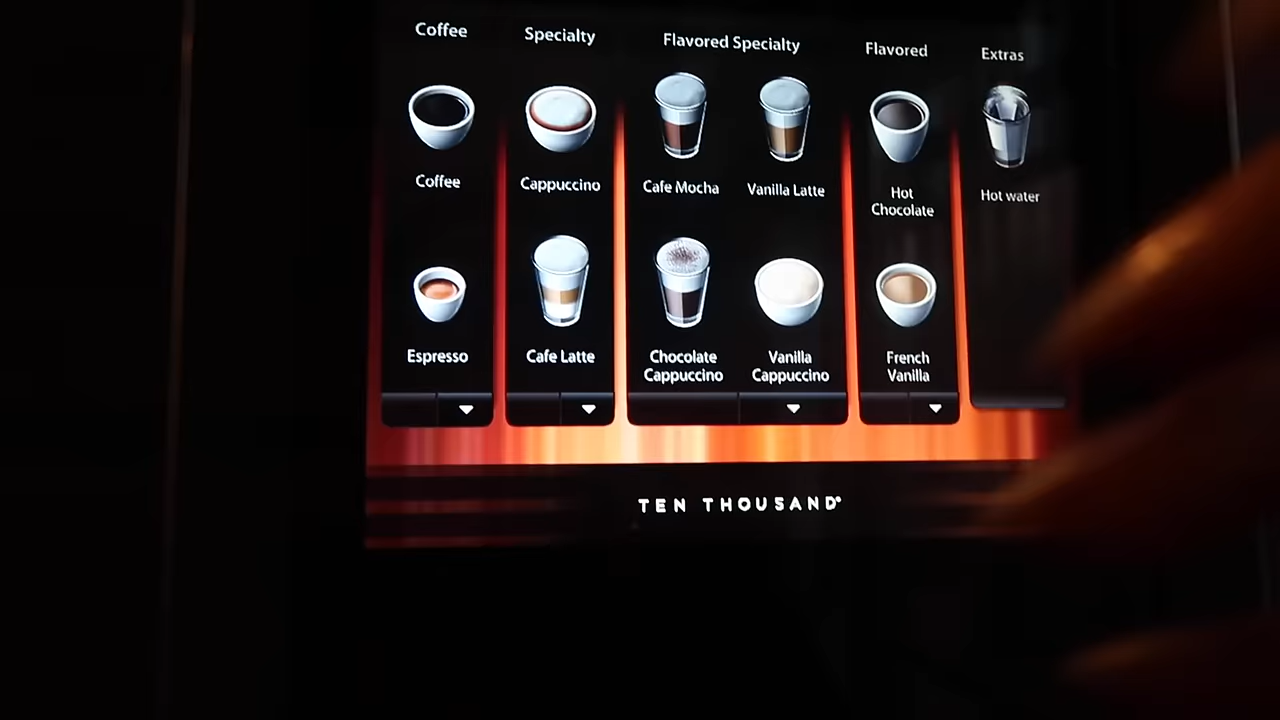 Coffee
Specialty
Flavored Specialty
Flavored
Extras
Coffee
Cappuccino
Cafe Mocha
Vanilla Latte
Hot
Chocolate
Hot water
Espresso
Cafe Latte
Chocolate
Cappuccino
Vanilla
Cappuccino
French
Vanilla
TEN THOUSAND°